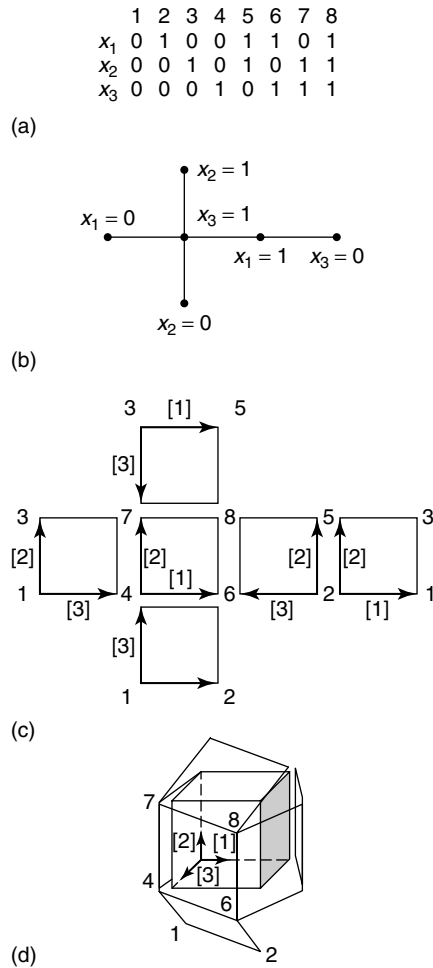 1 2 3 4 5 6 7 8
x₁ 0 1 0 0 1 1 0 1
x₂ 0 0 1 0 1 0 1 1
x₃ 0 0 0 1 0 1 1 1
(a)
x₂ = 1
x₁ = 0 x₃ = 1
x₁ = 1 x₃ = 0
x₂ = 0
(b)
3 [1] 5
[3]
3 7 8 5 3
[2] [2] [2] [2]
[1]
1 4 6 2 1
[3] [3] [1]
[3]
1 2
(c)
7
8
[2] [1]
[3]
4
6
1
2
(d)